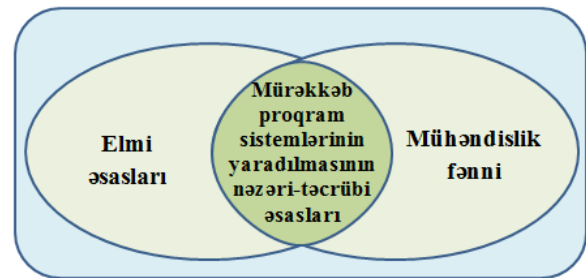 Elmi
əsasları
Mürəkkəb
proqram
sistemlərinin
yaradılmasının
nəzəri-təcrübi
əsasları
Mühəndislik
fənni